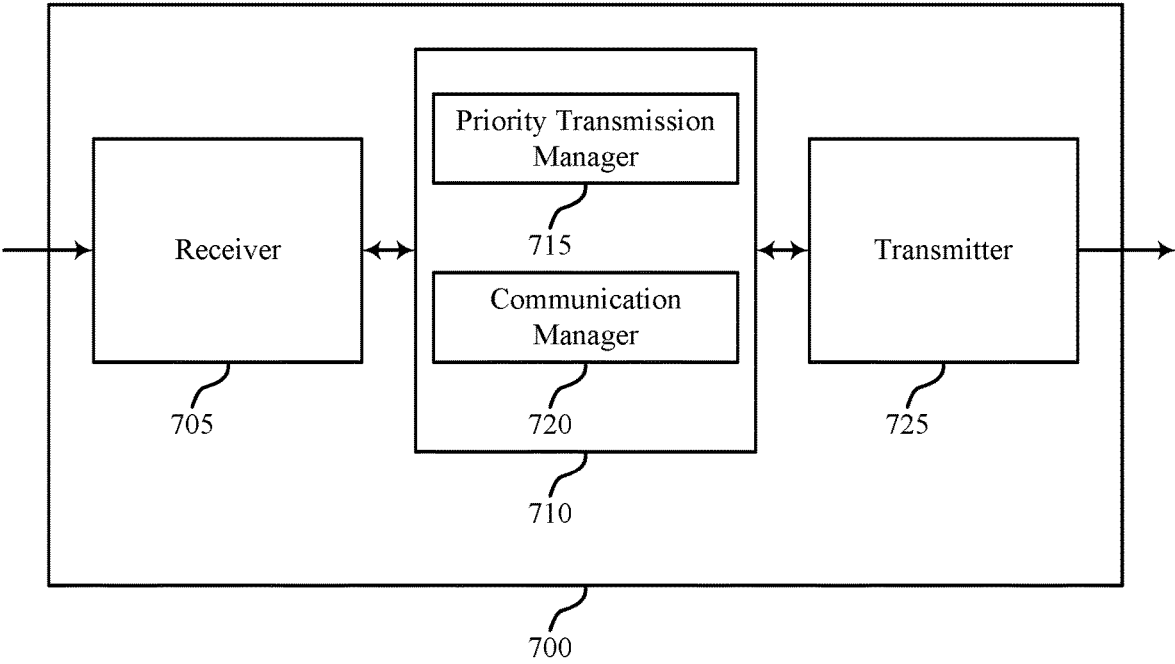 Priority Transmission
Manager
715
Receiver
Transmitter
Communication
Manager
705
720
725
710
700